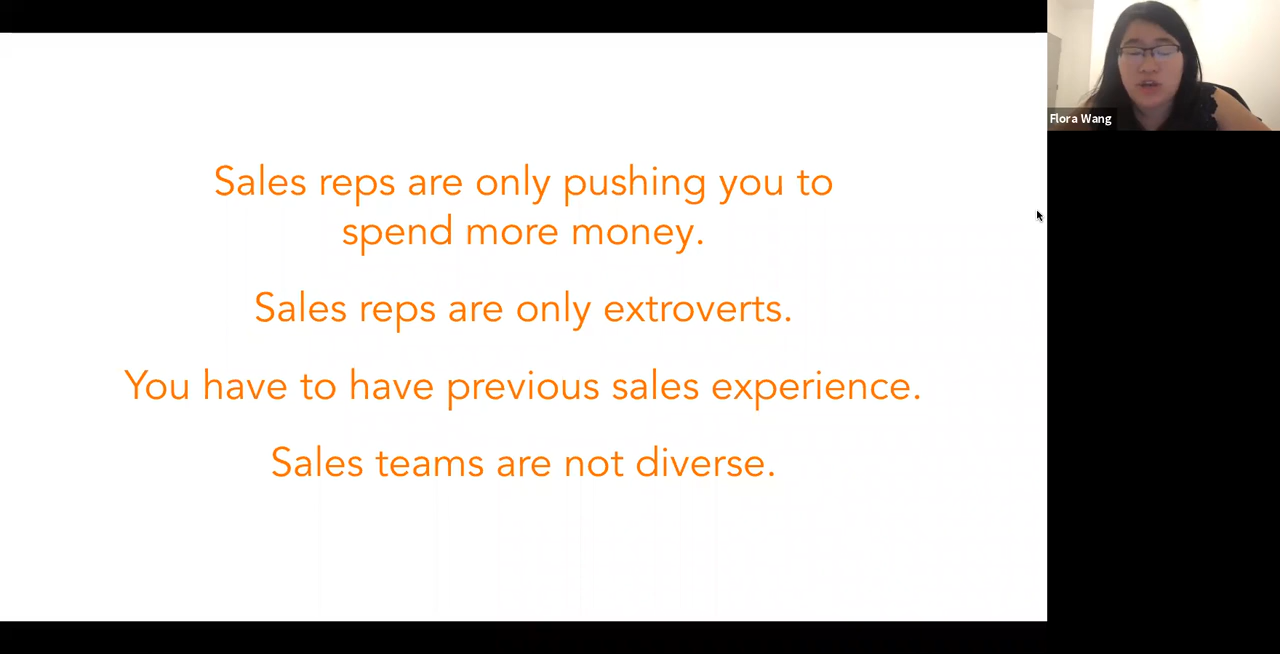 Sales reps are only pushing you to
spend more money.
Sales reps are only extroverts.
You have to have previous sales experience.
Sales teams are not diverse.
Flora Wang